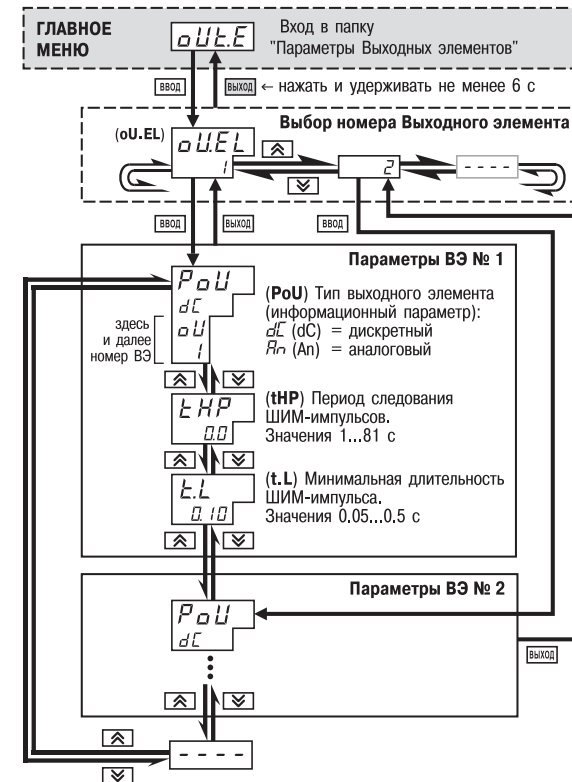 ГЛАВНОЕ
МЕНЮ
oUt.E
Вход в папку
"Параметры Выходных элементов"
ввод
выход
← нажать и удерживать не менее 6 с
Выбор номера Выходного элемента
(oU.EL)
oU.EL
1
2
- - - -
ввод
выход
ввод
Параметры ВЭ № 1
PoU
dC
oU
1
здесь
и далее
номер ВЭ
(PoU) Тип выходного элемента
(информационный параметр):
dC (dC) = дискретный
An (An) = аналоговый
tHP
0.0
(tHP) Период следования
ШИМ-импульсов.
Значения 1...81 с
t.L
0.10
(t.L) Минимальная длительность
ШИМ-импульса.
Значения 0.05...0.5 с
Параметры ВЭ № 2
PoU
dC
выход
- - - -